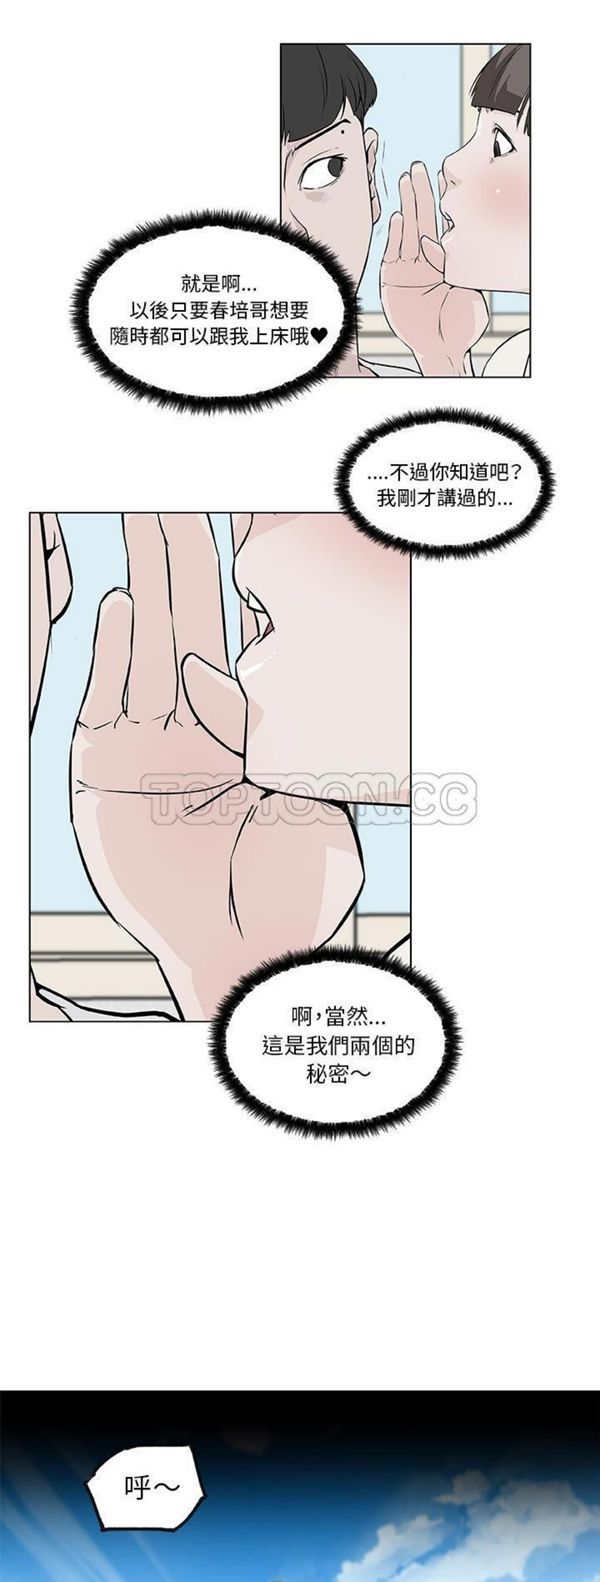 就是啊...
以後只要春培哥想要
隨時都可以跟我上床哦♥
....不過你知道吧?
我剛才講過的...
TOPTOON.CC
啊,當然...
這是我們兩個的
秘密～
呼～